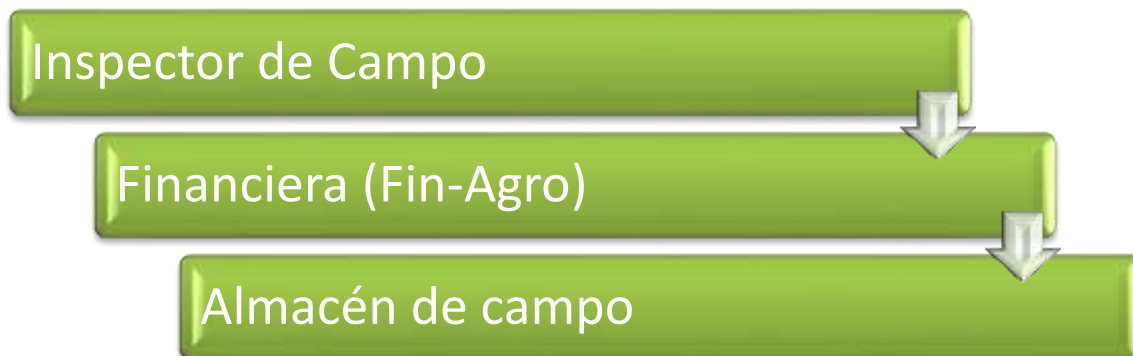 Inspector de Campo
Financiera (Fin-Agro)
Almacén de campo